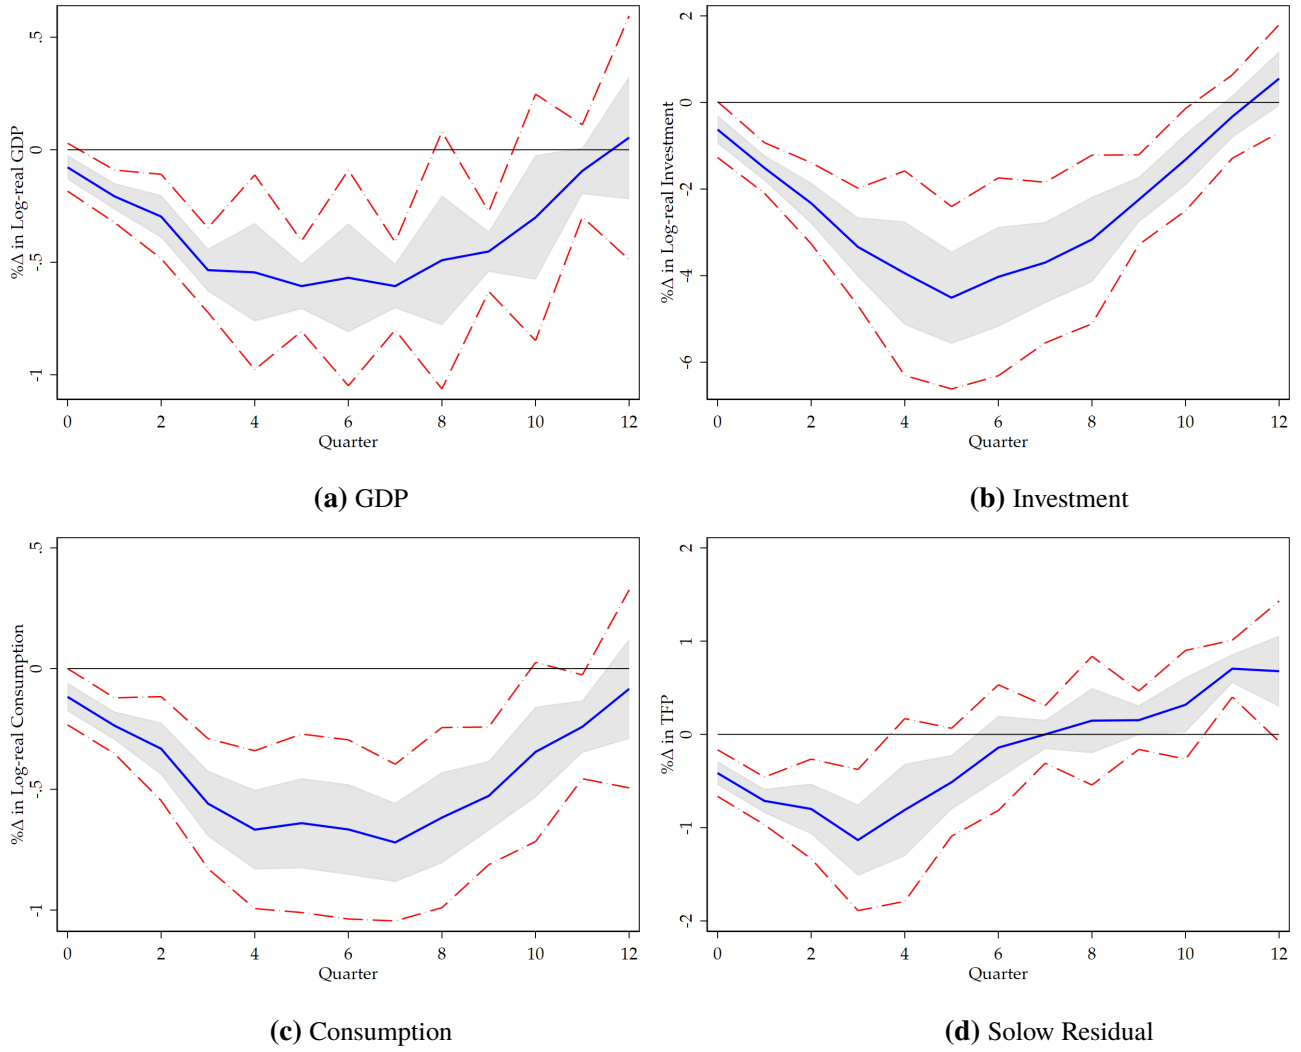 %Δ in Log-real GDP
.5
0
-.5
-1
0 2 4 6 8 10 12
Quarter
(a) GDP
%Δ in Log-real Investment
2
0
-2
-4
-6
0 2 4 6 8 10 12
Quarter
(b) Investment
%Δ in Log-real Consumption
.5
0
-.5
-1
0 2 4 6 8 10 12
Quarter
(c) Consumption
%Δ in TFP
2
1
0
-1
-2
0 2 4 6 8 10 12
Quarter
(d) Solow Residual